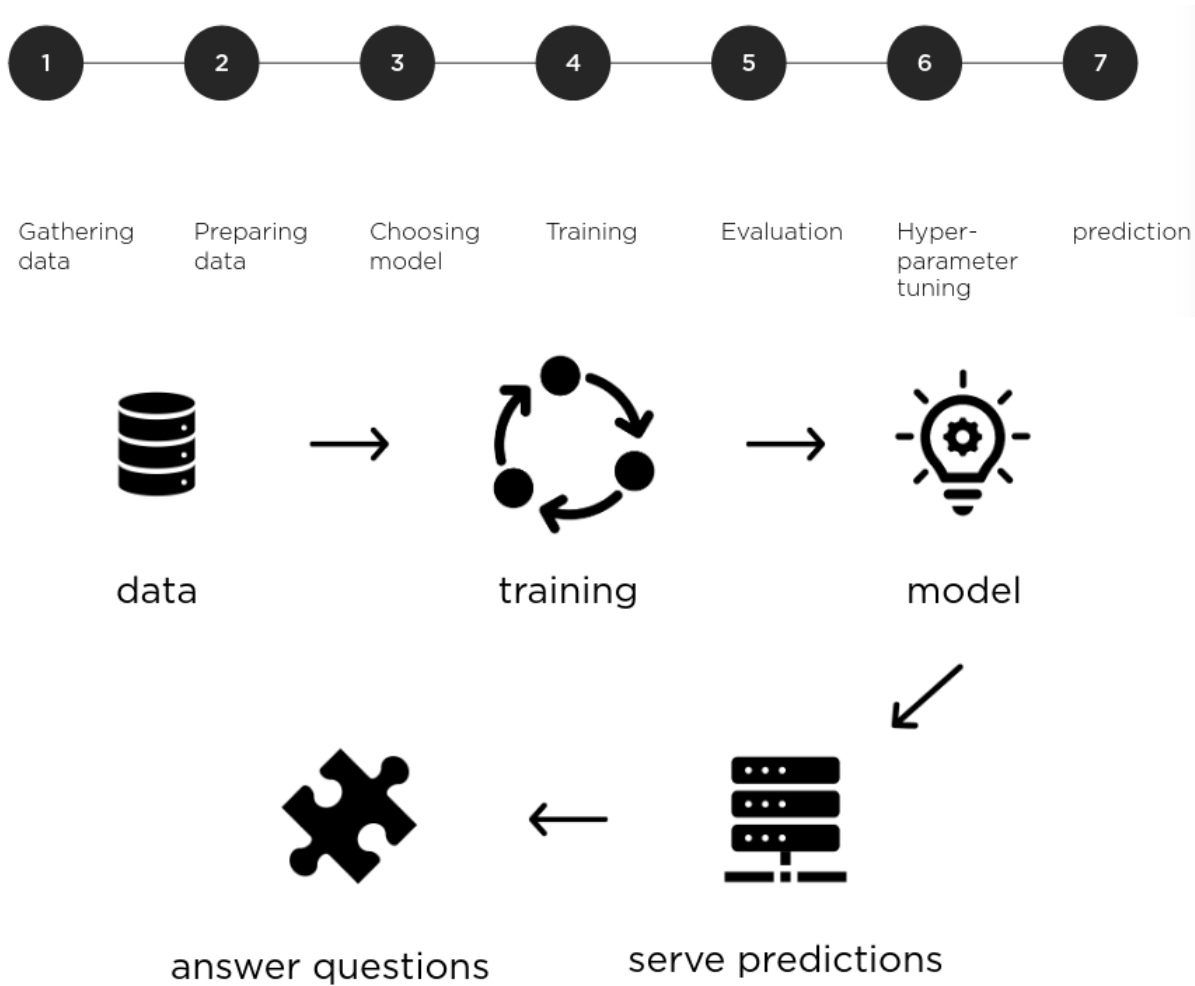 1 2 3 4 5 6 7
Gathering
data
Preparing
data
Choosing
model
Training
Evaluation
Hyper-
parameter
tuning
prediction
data
training
model
answer questions
serve predictions